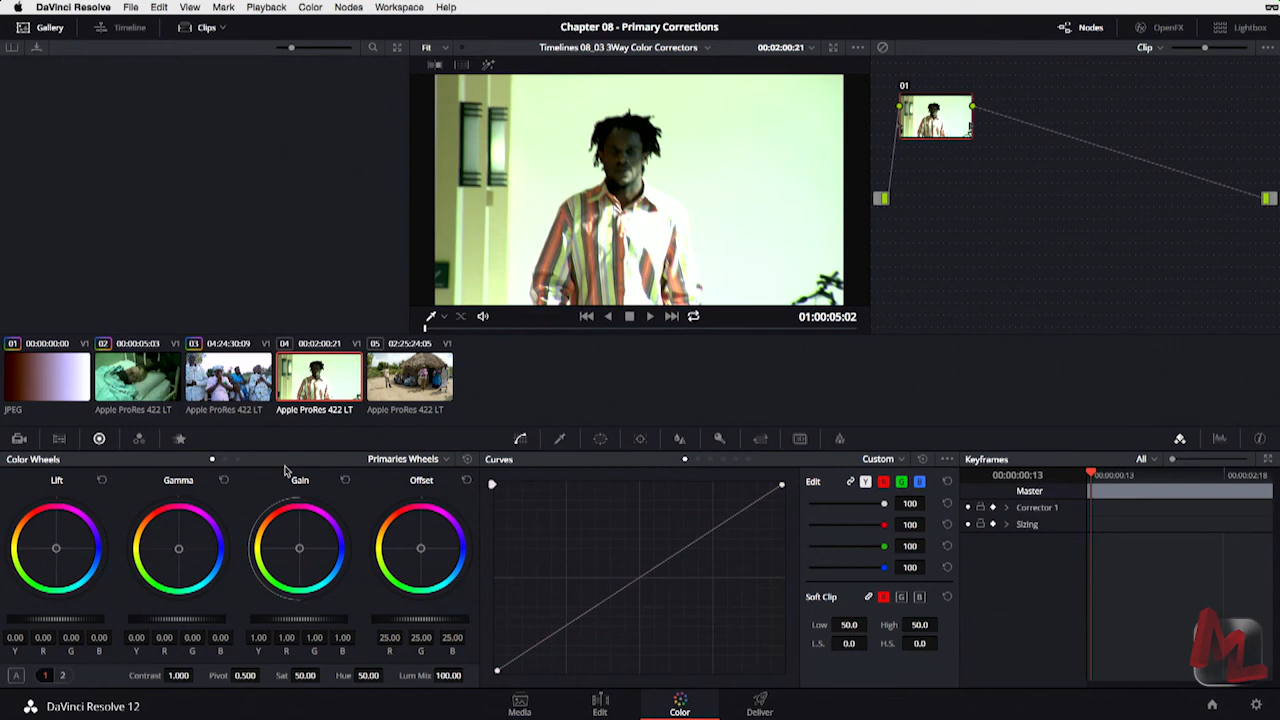 DaVinci Resolve File Edit View Mark Playback Color Nodes Workspace Help
Gallery Timeline Clips Chapter 08 - Primary Corrections Nodes OpenFX Lightbox
Fit Timelines 08_03 3Way Color Correctors 00:02:00:21 Clip
01
01:00:05:02
01 00:00:00:00 V1 02 00:00:05:03 V1 03 04:24:30:09 V1 04 00:02:00:21 V1 05 02:25:24:05 V1
JPEG Apple ProRes 422 LT Apple ProRes 422 LT Apple ProRes 422 LT Apple ProRes 422 LT
Color Wheels Primaries Wheels Curves Custom Keyframes All
Lift Gamma Gain Offset Edit Y R G B 00:00:00:13 00:00:00:13 00:00:02:18
Master
100 Corrector 1
100 Sizing
100
100
Soft Clip R G B
Low 50.0 High 50.0
0.00 0.00 0.00 0.00 0.00 0.00 0.00 0.00 1.00 1.00 1.00 1.00 25.00 25.00 25.00 L.S. 0.0 H.S. 0.0
Y R G B Y R G B Y R G B R G B
A 1 2 Contrast 1.000 Pivot 0.500 Sat 50.00 Hue 50.00 Lum Mix 100.00
ML
DaVinci Resolve 12 Media Edit Color Deliver